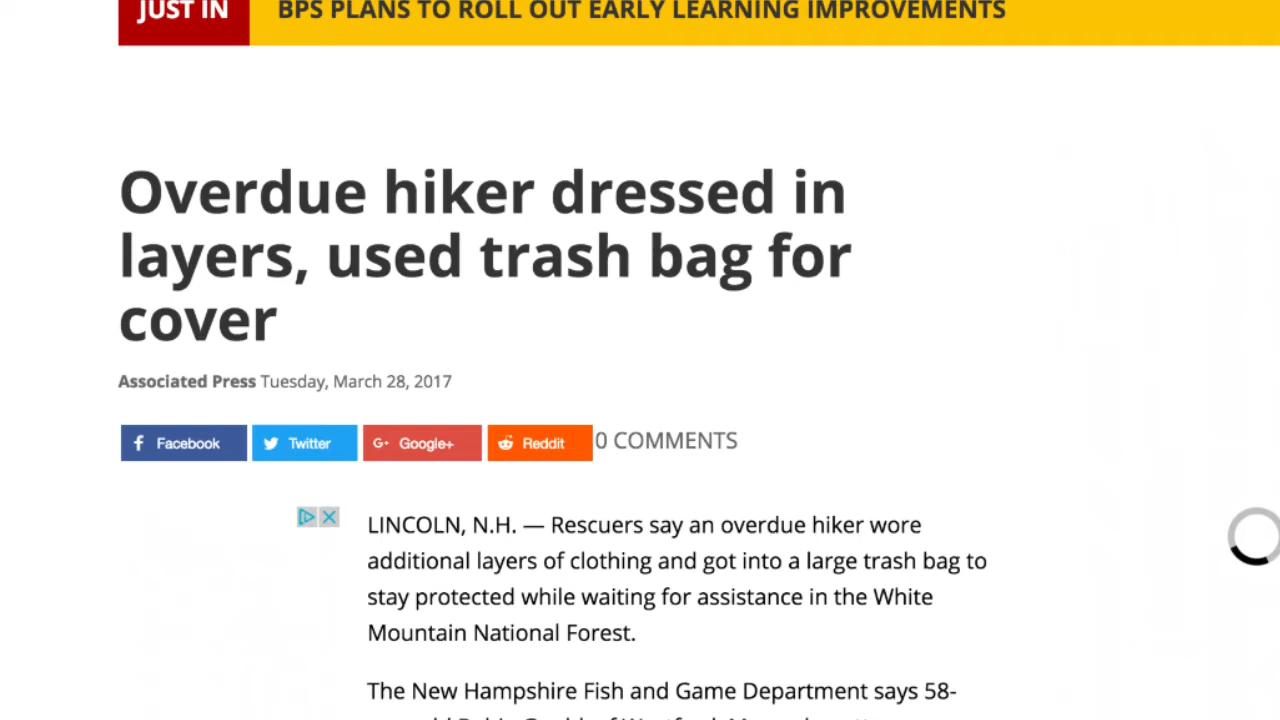 JUST IN BPS PLANS TO ROLL OUT EARLY LEARNING IMPROVEMENTS
Overdue hiker dressed in
layers, used trash bag for
cover
Associated Press Tuesday, March 28, 2017
Facebook Twitter G+ Google+ Reddit 0 COMMENTS
LINCOLN, N.H. — Rescuers say an overdue hiker wore
additional layers of clothing and got into a large trash bag to
stay protected while waiting for assistance in the White
Mountain National Forest.
The New Hampshire Fish and Game Department says 58-